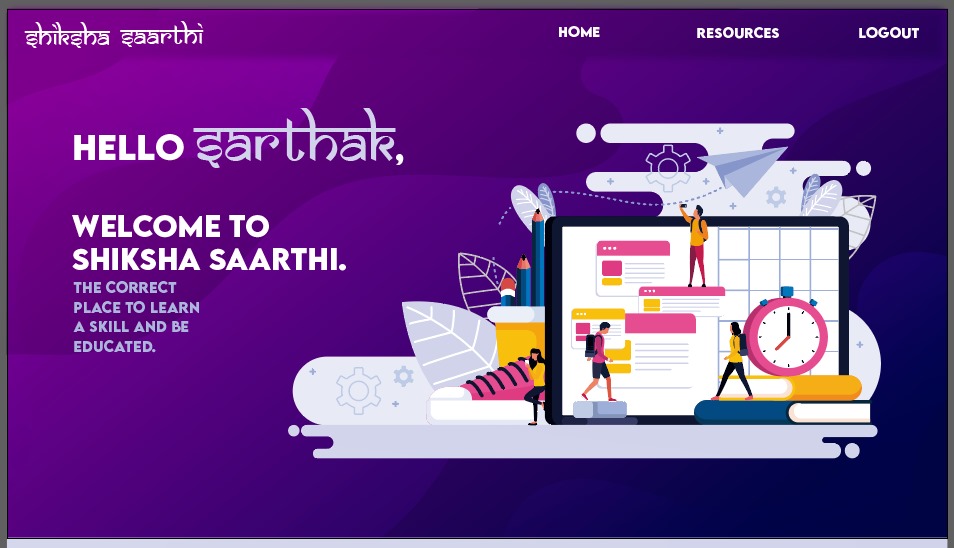 shiksha saarthi
HOME
RESOURCES
LOGOUT
HELLO sarthak,
WELCOME TO
SHIKSHA SAARTHI.
THE CORRECT
PLACE TO LEARN
A SKILL AND BE
EDUCATED.